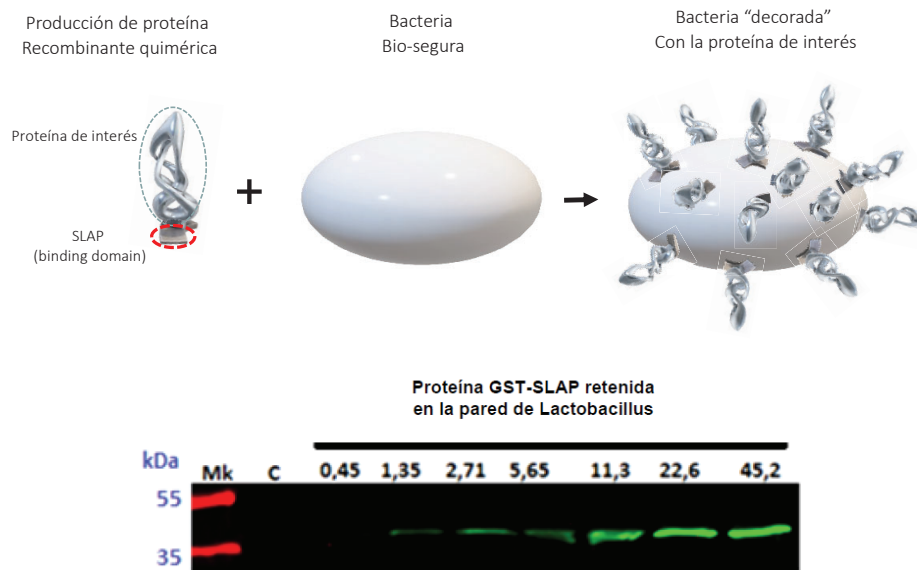 Producción de proteína
Recombinante quimérica
Bacteria
Bio-segura
Bacteria “decorada”
Con la proteína de interés
Proteína de interés
SLAP
(binding domain)
+
Proteína GST-SLAP retenida
en la pared de Lactobacillus
kDa Mk C 0,45 1,35 2,71 5,65 11,3 22,6 45,2
55
35